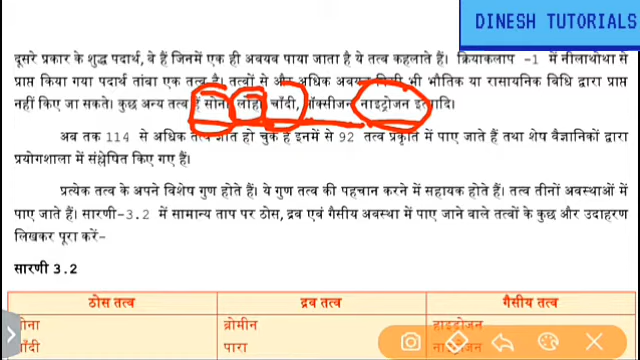 DINESH TUTORIALS
दूसरे प्रकार के शुद्ध पदार्थ, वे हैं जिनमें एक ही अवयव पाया जाता है ये तत्व कहलाते हैं। क्रियाकलाप -1 में नीलाथोथा से
प्राप्त किया गया पदार्थ तांबा एक तत्व है। तत्वों से और अधिक अवयव किसी भी भौतिक या रासायनिक विधि द्वारा प्राप्त
नहीं किए जा सकते। कुछ अन्य तत्व हैं सोना, लोहा, चाँदी, ऑक्सीजन, नाइट्रोजन इत्यादि।
अब तक 114 से अधिक तत्व ज्ञात हो चुके हैं इनमें से 92 तत्व प्रकृति में पाए जाते हैं तथा शेष वैज्ञानिकों द्वारा
प्रयोगशाला में संश्लेषित किए गए हैं।
प्रत्येक तत्व के अपने विशेष गुण होते हैं। ये गुण तत्व की पहचान करने में सहायक होते हैं। तत्व तीनों अवस्थाओं में
पाए जाते हैं। सारणी-3.2 में सामान्य ताप पर ठोस, द्रव एवं गैसीय अवस्था में पाए जाने वाले तत्वों के कुछ और उदाहरण
लिखकर पूरा करें-
सारणी 3.2
ठोस तत्व द्रव तत्व गैसीय तत्व
सोना ब्रोमीन हाइड्रोजन
चाँदी पारा नाइट्रोजन